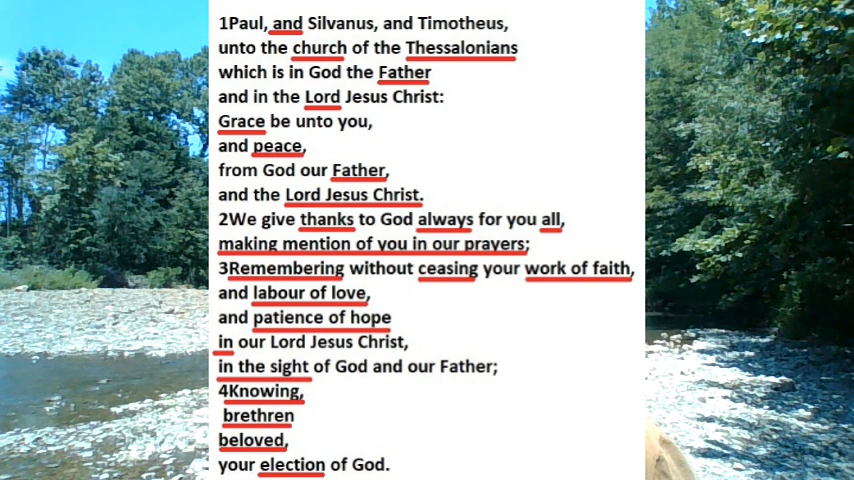 1Paul, and Silvanus, and Timotheus,
unto the church of the Thessalonians
which is in God the Father
and in the Lord Jesus Christ:
Grace be unto you,
and peace,
from God our Father,
and the Lord Jesus Christ.
2We give thanks to God always for you all,
making mention of you in our prayers;
3Remembering without ceasing your work of faith,
and labour of love,
and patience of hope
in our Lord Jesus Christ,
in the sight of God and our Father;
4Knowing,
brethren
beloved,
your election of God.